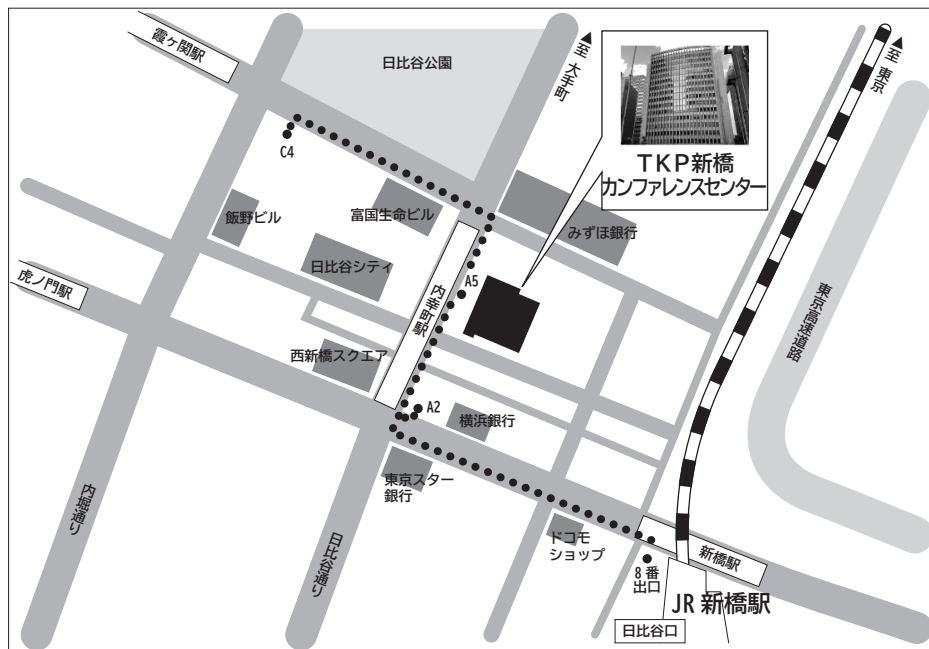 霞ヶ関駅
日比谷公園
至 大手町
至 東京
TKP新橋
カンファレンスセンター
C4
飯野ビル
富国生命ビル
みずほ銀行
日比谷シティ
A5
虎ノ門駅
内幸町駅
東京高速道路
西新橋スクエア
A2
横浜銀行
東京スター
銀行
内堀通り
日比谷通り
ドコモ
ショップ
8番
出口
新橋駅
JR 新橋駅
日比谷口